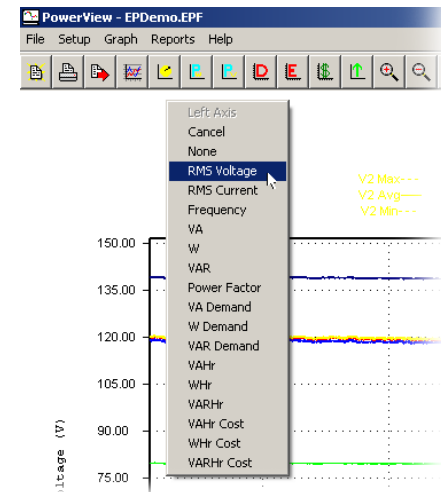 PowerView - EPDemo.EPF
File Setup Graph Reports Help
P P D E $
Left Axis
Cancel
None
RMS Voltage
RMS Current
Frequency
VA
W
VAR
Power Factor
VA Demand
W Demand
VAR Demand
VAHr
WHr
VARHr
VAHr Cost
WHr Cost
VARHr Cost
V2 Max---
V2 Avg——
V2 Min---
150.00
135.00
120.00
105.00
90.00
75.00
ltage (V)